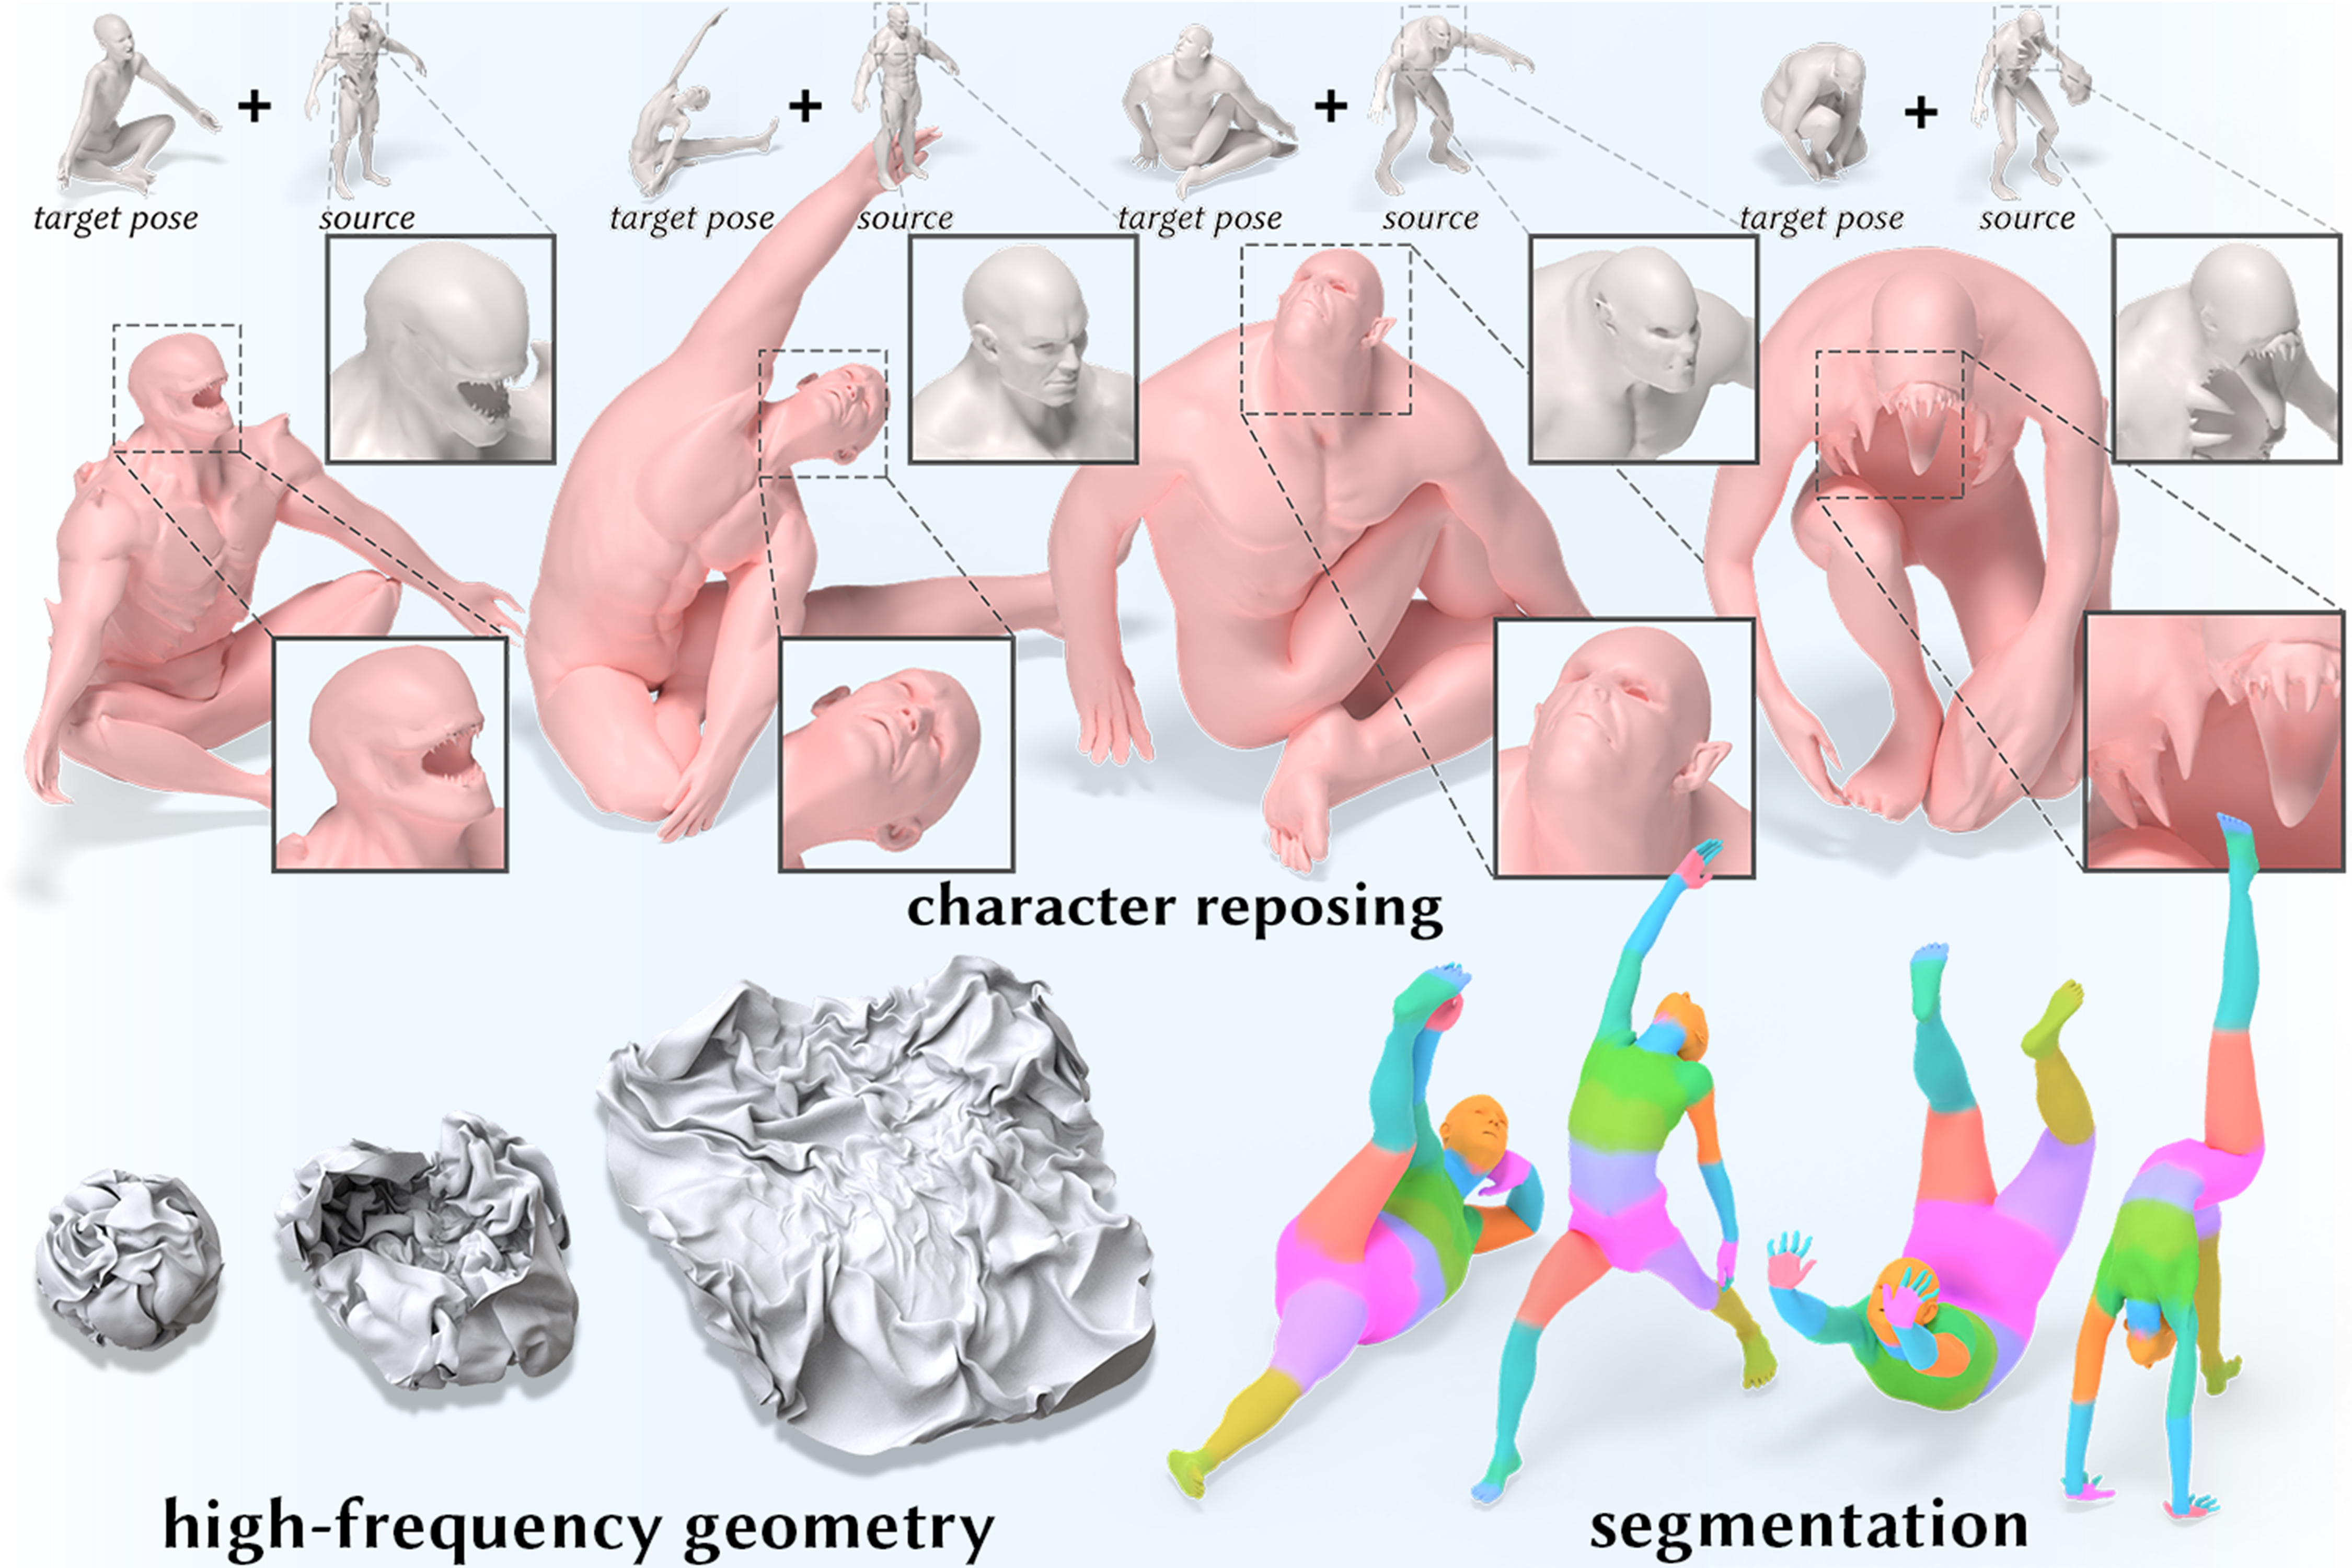 +
+
+
+
target pose
source
target pose
source
target pose
source
target pose
source
character reposing
high-frequency geometry
segmentation